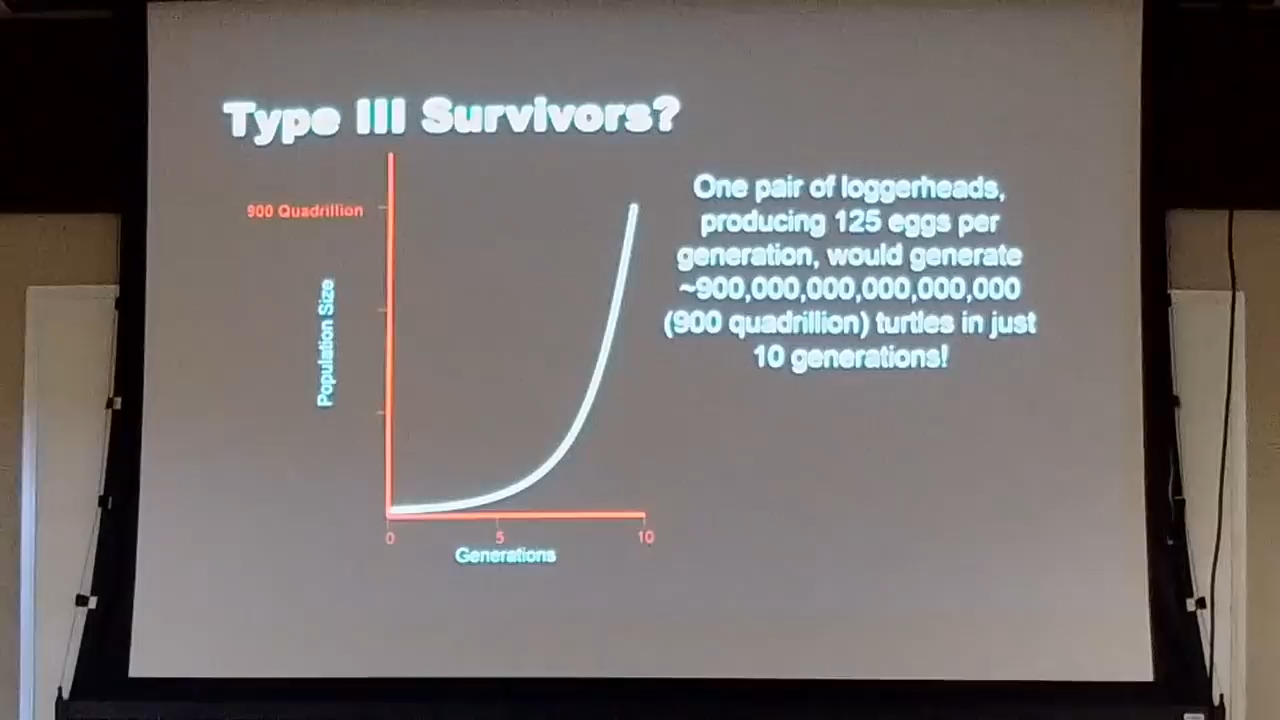 Type III Survivors?
900 Quadrillion
Population Size
0
5
10
Generations
One pair of loggerheads,
producing 125 eggs per
generation, would generate
~900,000,000,000,000,000
(900 quadrillion) turtles in just
10 generations!